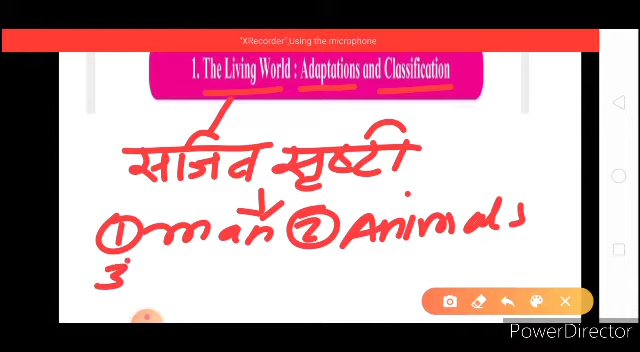 "XRecorder",Using the microphone
1. The Living World : Adaptations and Classification
सजिव सृष्टी
① man ② Animals
3
PowerDirector